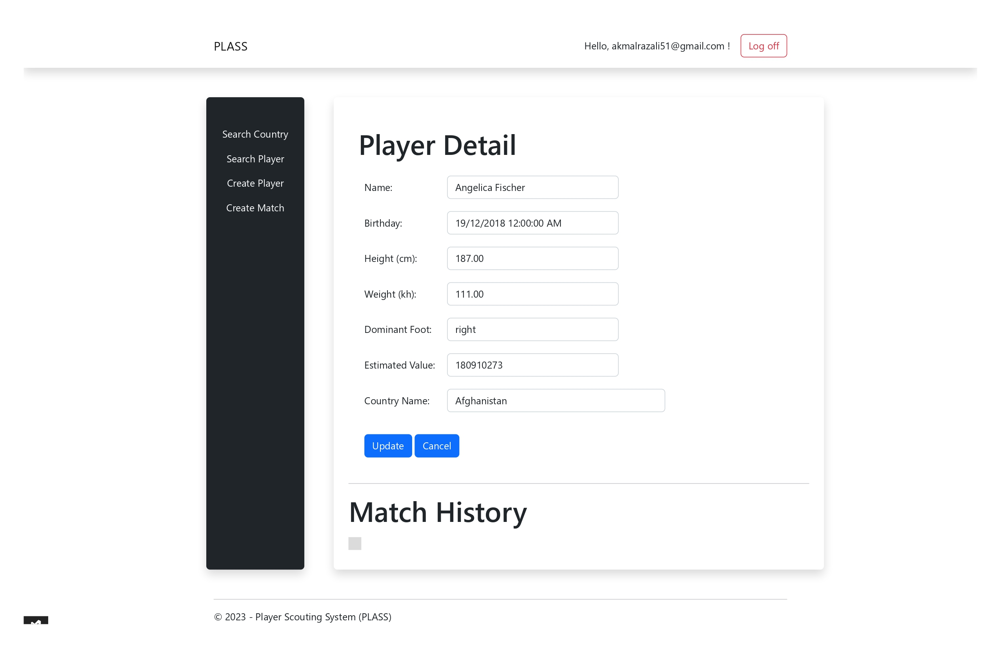 PLASS
Hello, akmalrazali51@gmail.com !
Log off
Search Country
Search Player
Create Player
Create Match
Player Detail
Name: Angelica Fischer
Birthday: 19/12/2018 12:00:00 AM
Height (cm): 187.00
Weight (kh): 111.00
Dominant Foot: right
Estimated Value: 180910273
Country Name: Afghanistan
Update Cancel
Match History
© 2023 - Player Scouting System (PLASS)